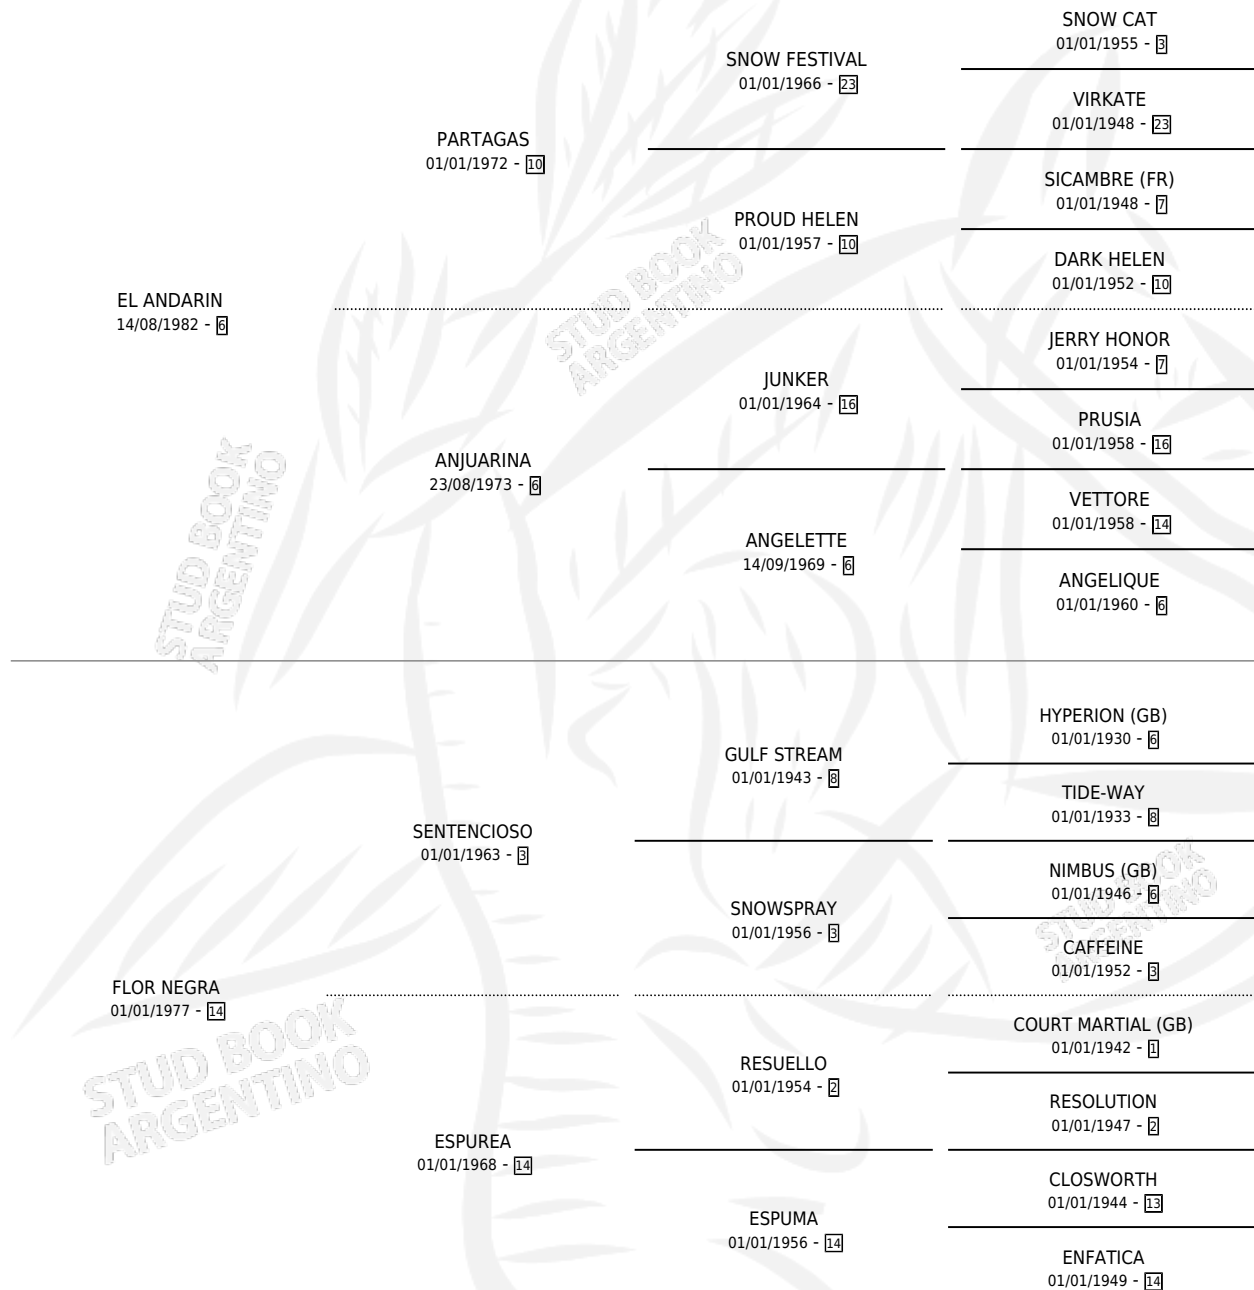 SNOW CAT
01/01/1955 - 3
SNOW FESTIVAL
01/01/1966 - 23
VIRKATE
01/01/1948 - 23
PARTAGAS
01/01/1972 - 10
SICAMBRE (FR)
01/01/1948 - 7
PROUD HELEN
01/01/1957 - 10
DARK HELEN
01/01/1952 - 10
EL ANDARIN
14/08/1982 - 6
STUD BOOK
ARGENTINO
JERRY HONOR
01/01/1954 - 7
JUNKER
01/01/1964 - 16
PRUSIA
01/01/1958 - 16
ANJUARINA
23/08/1973 - 6
VETTORE
01/01/1958 - 14
ANGELETTE
14/09/1969 - 6
ANGELIQUE
01/01/1960 - 6
STUD BOOK
ARGENTINO
HYPERION (GB)
01/01/1930 - 6
GULF STREAM
01/01/1943 - 8
TIDE-WAY
01/01/1933 - 8
SENTENCIOSO
01/01/1963 - 3
NIMBUS (GB)
01/01/1946 - 6
SNOWSPRAY
01/01/1956 - 3
STUD BOOK
ARGENTINO
CAFFEINE
01/01/1952 - 3
FLOR NEGRA
01/01/1977 - 14
COURT MARTIAL (GB)
01/01/1942 - 1
RESUELLO
01/01/1954 - 2
STUD BOOK
ARGENTINO
RESOLUTION
01/01/1947 - 2
ESPUREA
01/01/1968 - 14
CLOSWORTH
01/01/1944 - 13
ESPUMA
01/01/1956 - 14
ENFATICA
01/01/1949 - 14